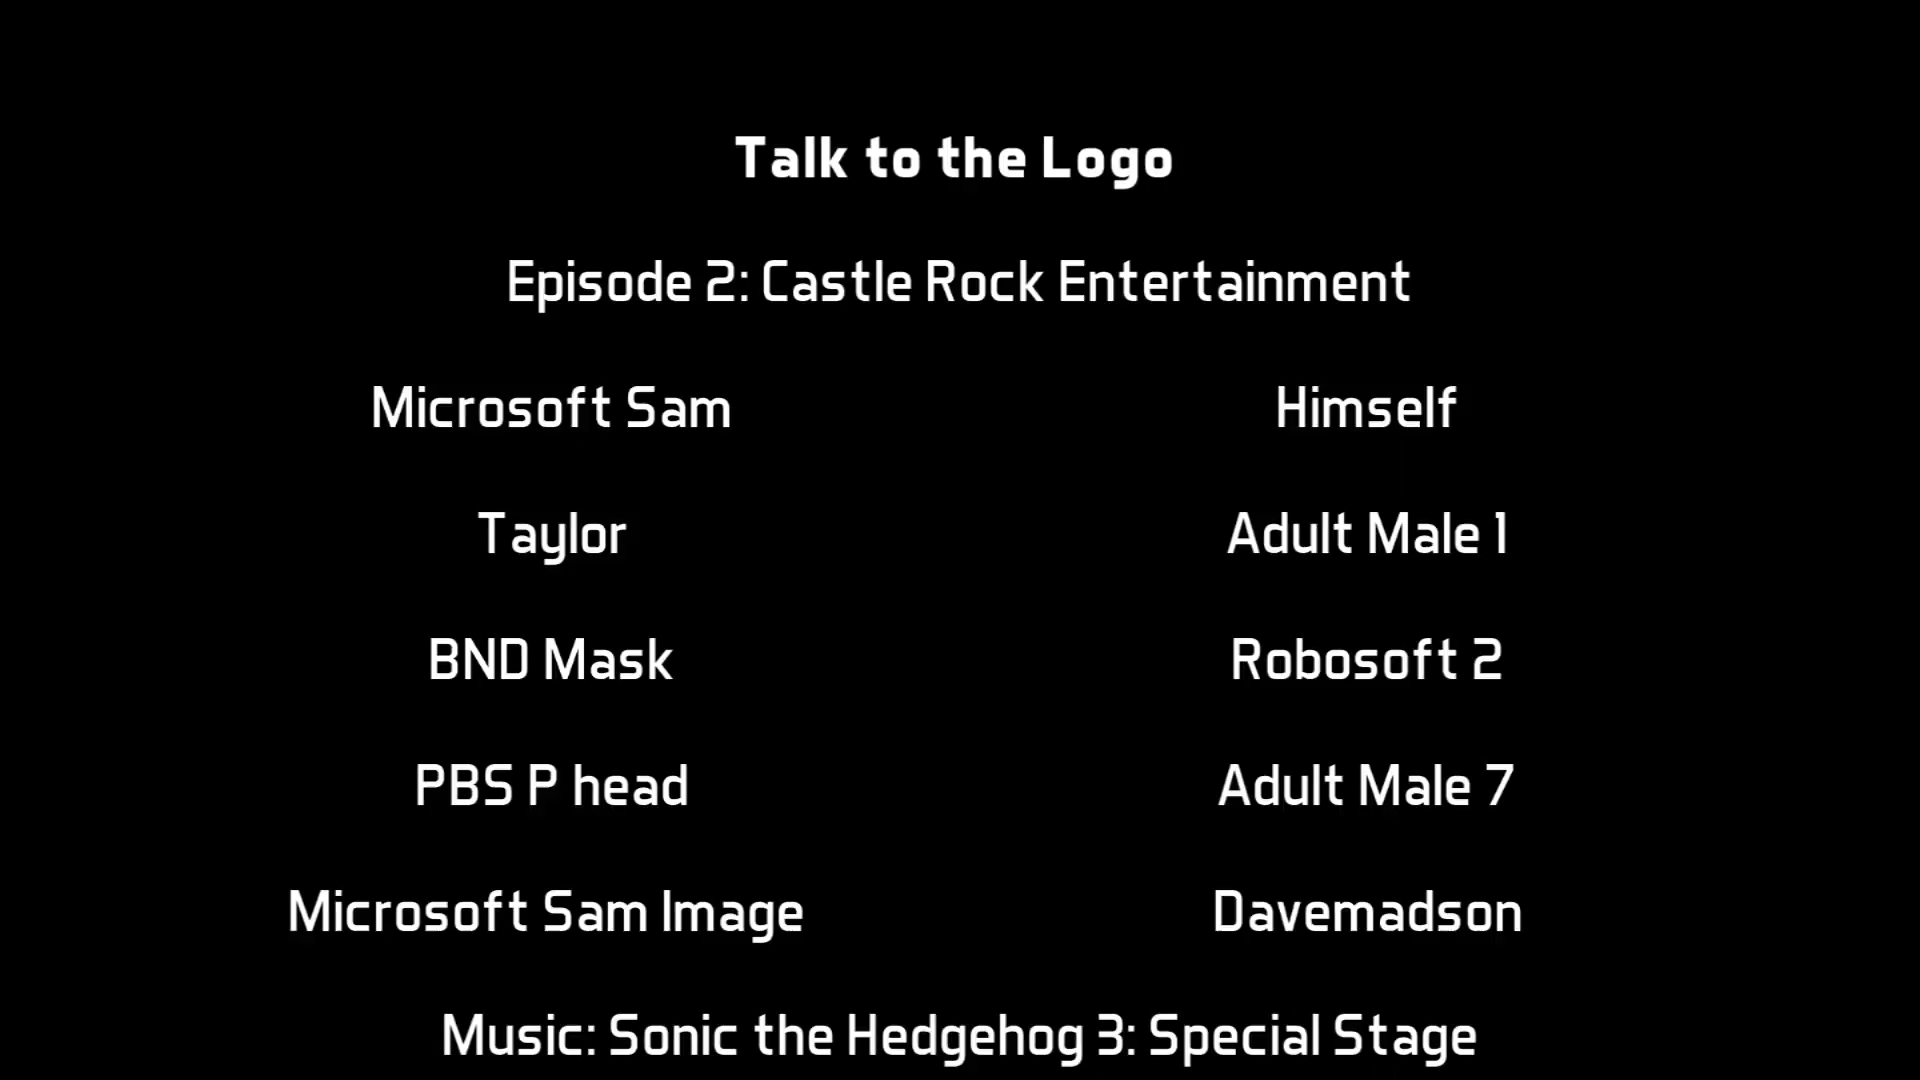 Talk to the Logo
Episode 2: Castle Rock Entertainment
Microsoft Sam Himself
Taylor Adult Male 1
BND Mask Robosoft 2
PBS P head Adult Male 7
Microsoft Sam Image Davemadson
Music: Sonic the Hedgehog 3: Special Stage